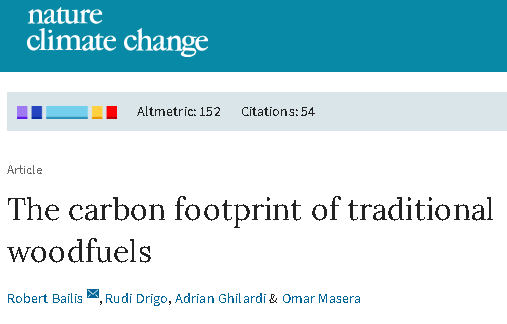 nature
climate change
Altmetric: 152 Citations: 54
Article
The carbon footprint of traditional
woodfuels
Robert Bailis, Rudi Drigo, Adrian Ghilardi & Omar Masera